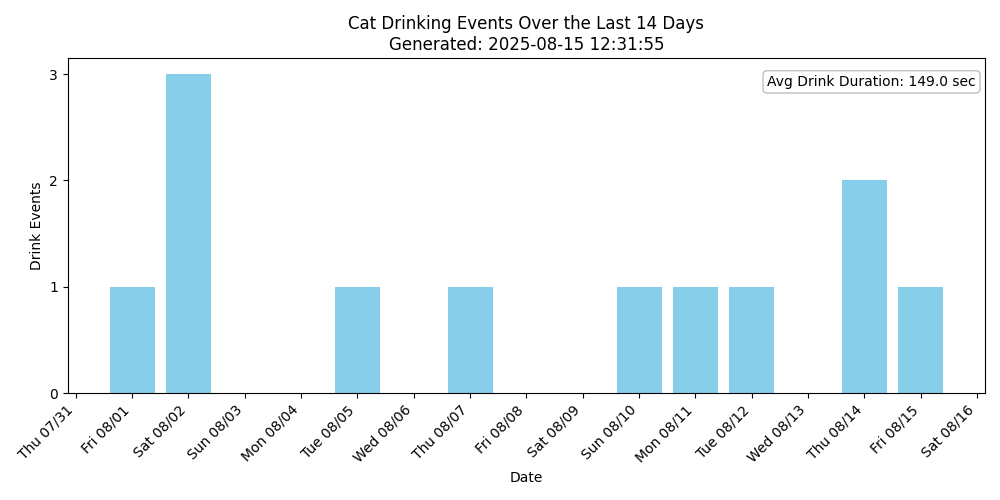 Cat Drinking Events Over the Last 14 Days
Generated: 2025-08-15 12:31:55
Avg Drink Duration: 149.0 sec
Drink Events
3
2
1
0
Thu 07/31
Fri 08/01
Sat 08/02
Sun 08/03
Mon 08/04
Tue 08/05
Wed 08/06
Thu 08/07
Fri 08/08
Sat 08/09
Sun 08/10
Mon 08/11
Tue 08/12
Wed 08/13
Thu 08/14
Fri 08/15
Sat 08/16
Date